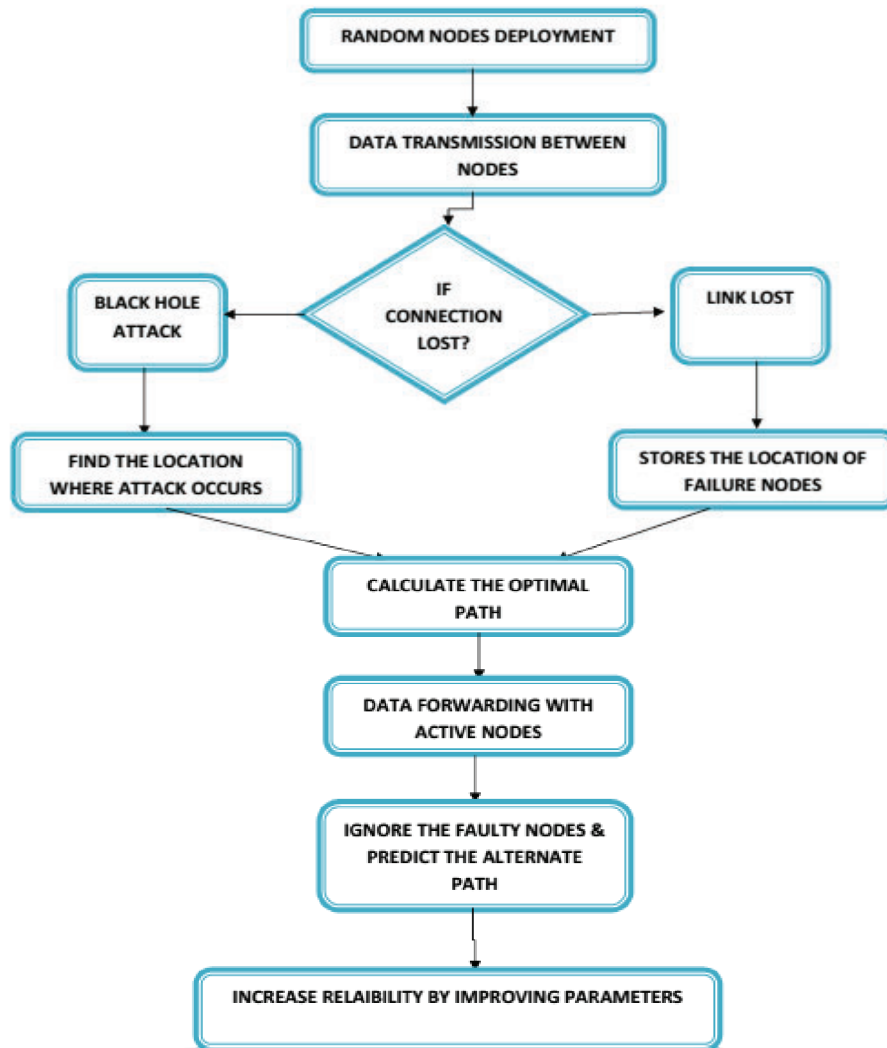 RANDOM NODES DEPLOYMENT
DATA TRANSMISSION BETWEEN
NODES
IF
CONNECTION
LOST?
BLACK HOLE
ATTACK
LINK LOST
FIND THE LOCATION
WHERE ATTACK OCCURS
STORES THE LOCATION OF
FAILURE NODES
CALCULATE THE OPTIMAL
PATH
DATA FORWARDING WITH
ACTIVE NODES
IGNORE THE FAULTY NODES &
PREDICT THE ALTERNATE
PATH
INCREASE RELAIBILITY BY IMPROVING PARAMETERS